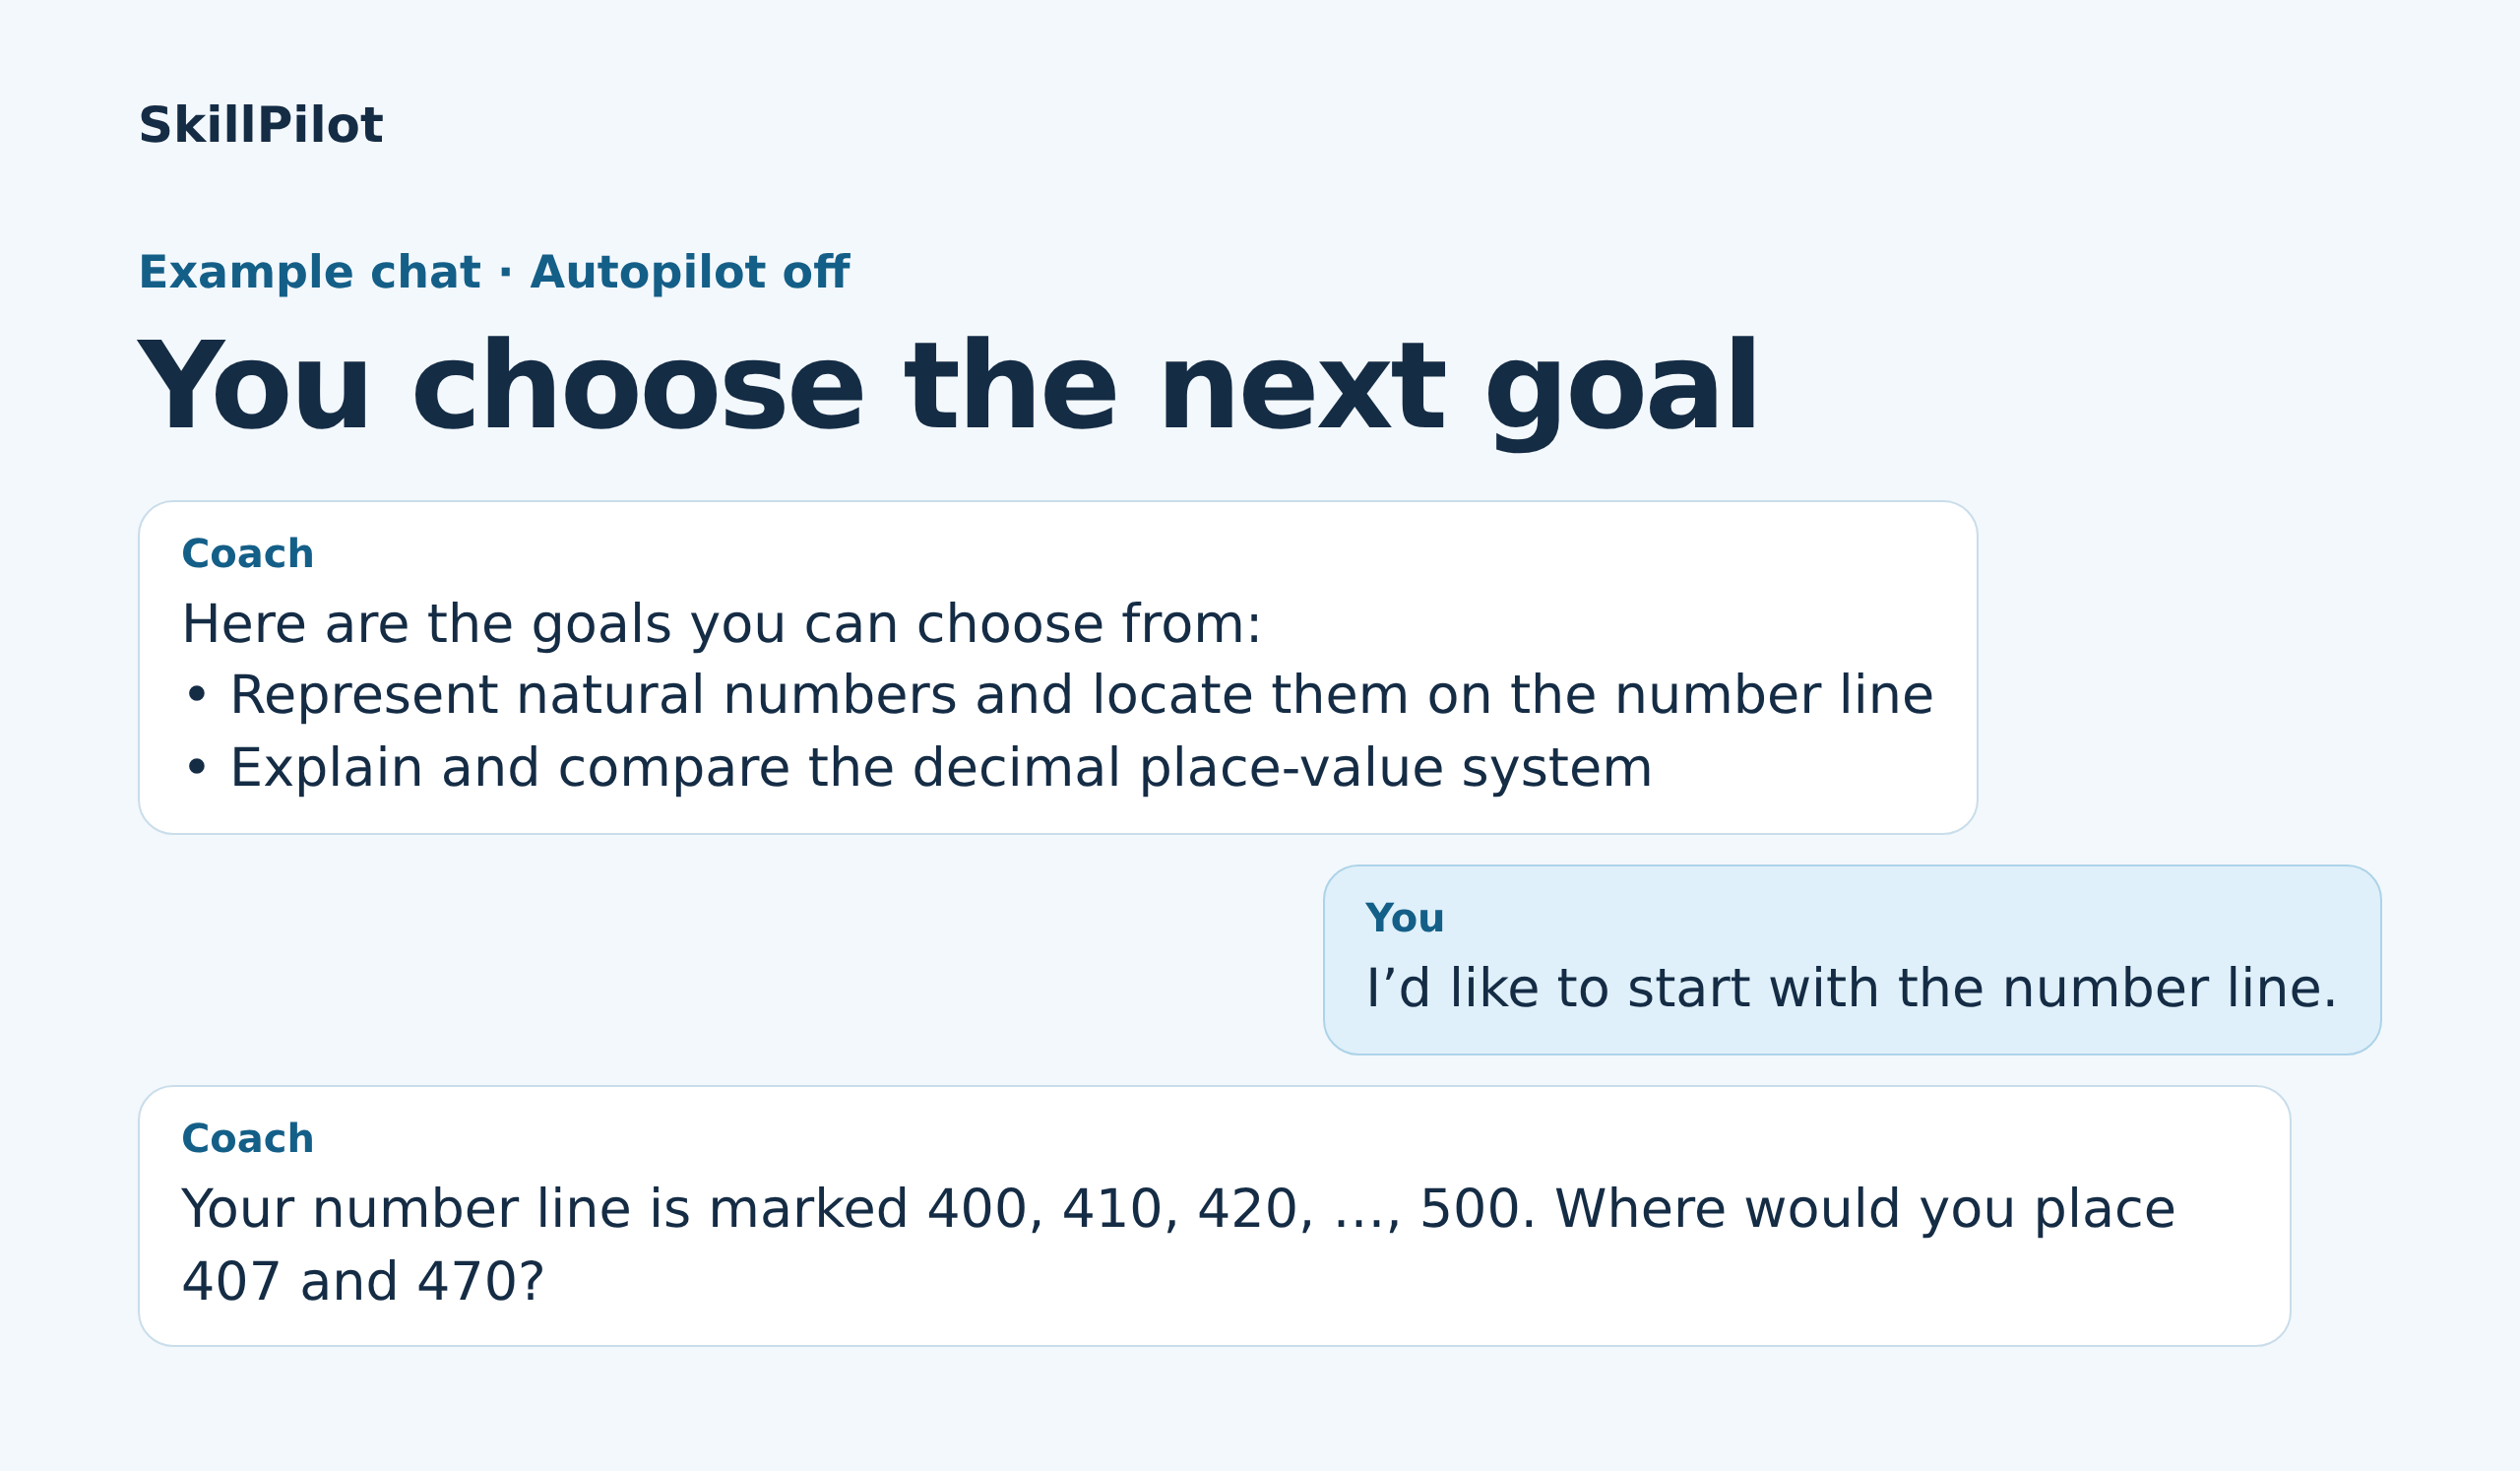 SkillPilot
Example chat · Autopilot off
You choose the next goal
Coach
Here are the goals you can choose from:
• Represent natural numbers and locate them on the number line
• Explain and compare the decimal place-value system
You
I’d like to start with the number line.
Coach
Your number line is marked 400, 410, 420, …, 500. Where would you place
407 and 470?